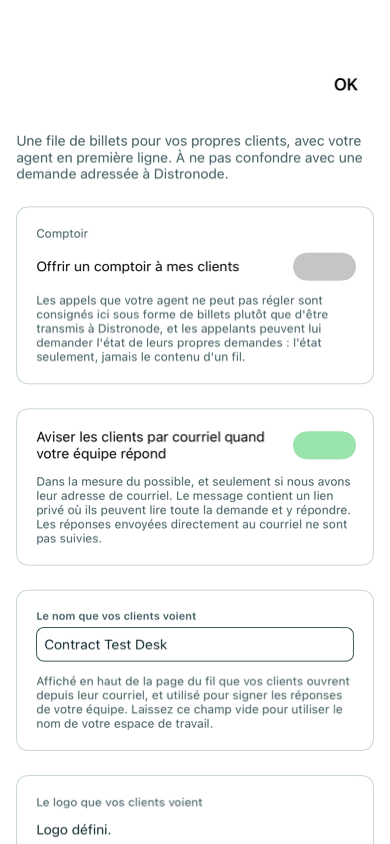 OK
Une file de billets pour vos propres clients, avec votre
agent en première ligne. À ne pas confondre avec une
demande adressée à Distronode.
Comptoir
Offrir un comptoir à mes clients
Les appels que votre agent ne peut pas régler sont
consignés ici sous forme de billets plutôt que d'être
transmis à Distronode, et les appelants peuvent lui
demander l'état de leurs propres demandes : l'état
seulement, jamais le contenu d'un fil.
Aviser les clients par courriel quand
votre équipe répond
Dans la mesure du possible, et seulement si nous avons
leur adresse de courriel. Le message contient un lien
privé où ils peuvent lire toute la demande et y répondre.
Les réponses envoyées directement au courriel ne sont
pas suivies.
Le nom que vos clients voient
Contract Test Desk
Affiché en haut de la page du fil que vos clients ouvrent
depuis leur courriel, et utilisé pour signer les réponses
de votre équipe. Laissez ce champ vide pour utiliser le
nom de votre espace de travail.
Le logo que vos clients voient
Logo défini.